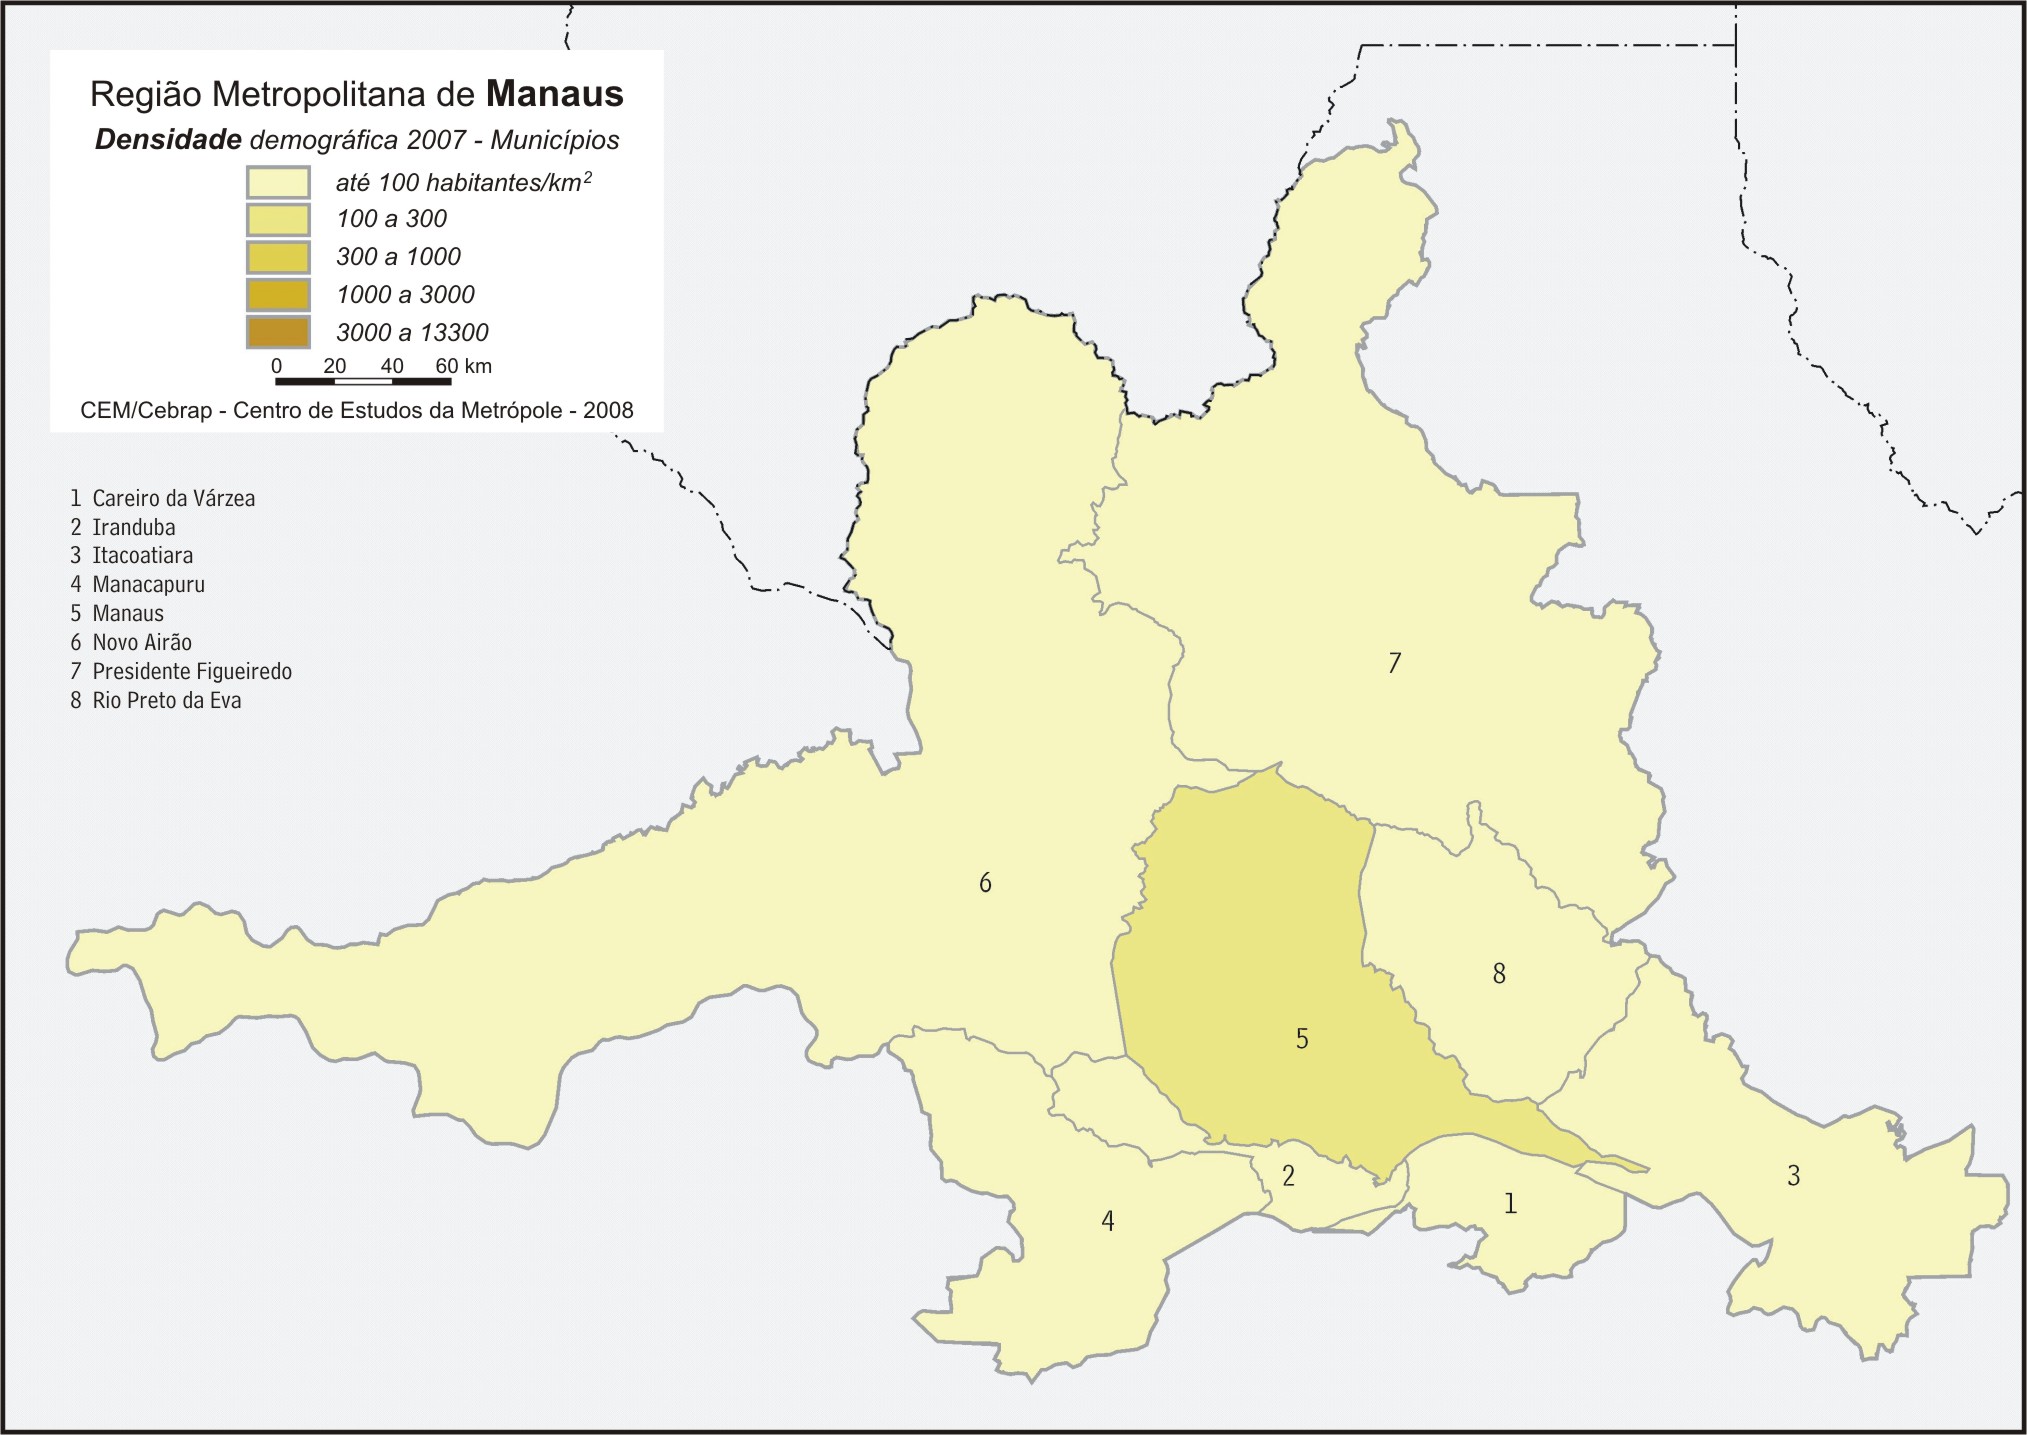 Região Metropolitana de Manaus
Densidade demográfica 2007 - Municípios
até 100 habitantes/km²
100 a 300
300 a 1000
1000 a 3000
3000 a 13300
0 20 40 60 km
CEM/Cebrap - Centro de Estudos da Metrópole - 2008
1 Careiro da Várzea
2 Iranduba
3 Itacoatiara
4 Manacapuru
5 Manaus
6 Novo Airão
7 Presidente Figueiredo
8 Rio Preto da Eva
7
6
8
5
2
3
1
4